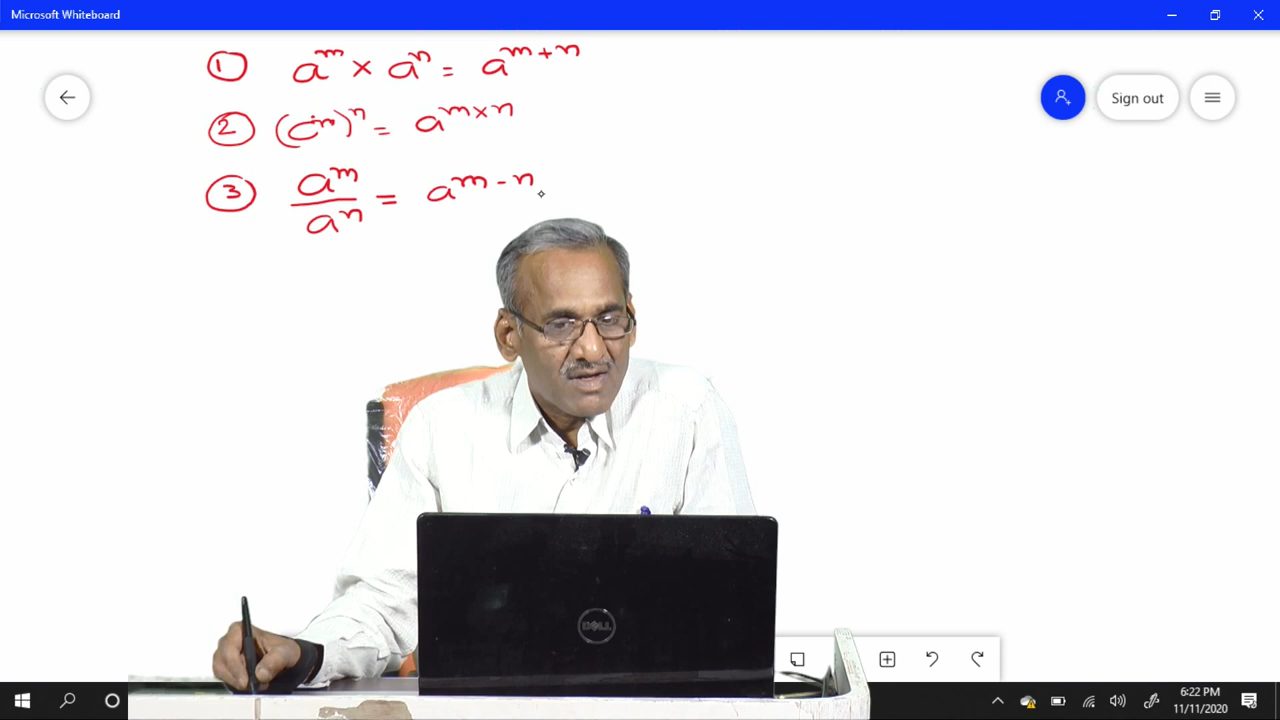 Microsoft Whiteboard
① a^m × a^n = a^{m+n}
Sign out
② (a^m)^n = a^{m×n}
③ a^m / a^n = a^{m-n}
DELL
6:22 PM
11/11/2020